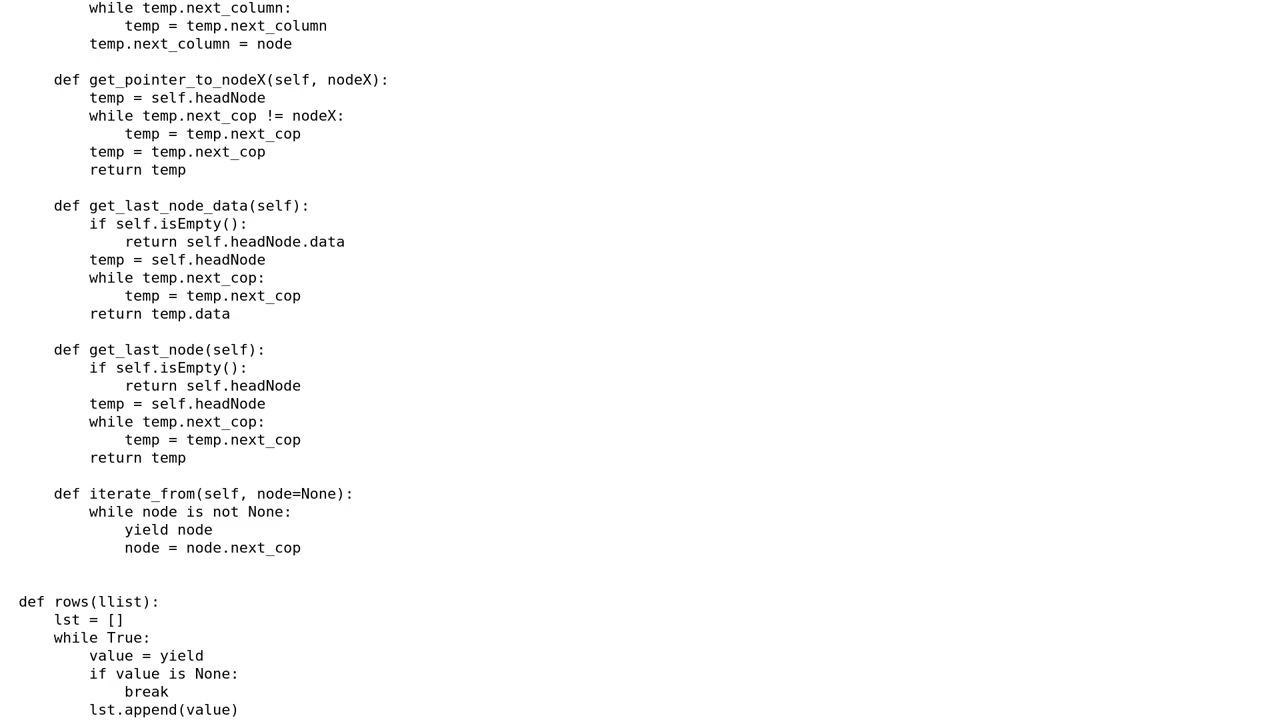 while temp.next_column:
            temp = temp.next_column
        temp.next_column = node

    def get_pointer_to_nodeX(self, nodeX):
        temp = self.headNode
        while temp.next_cop != nodeX:
            temp = temp.next_cop
        temp = temp.next_cop
        return temp

    def get_last_node_data(self):
        if self.isEmpty():
            return self.headNode.data
        temp = self.headNode
        while temp.next_cop:
            temp = temp.next_cop
        return temp.data

    def get_last_node(self):
        if self.isEmpty():
            return self.headNode
        temp = self.headNode
        while temp.next_cop:
            temp = temp.next_cop
        return temp

    def iterate_from(self, node=None):
        while node is not None:
            yield node
            node = node.next_cop


def rows(llist):
    lst = []
    while True:
        value = yield
        if value is None:
            break
        lst.append(value)